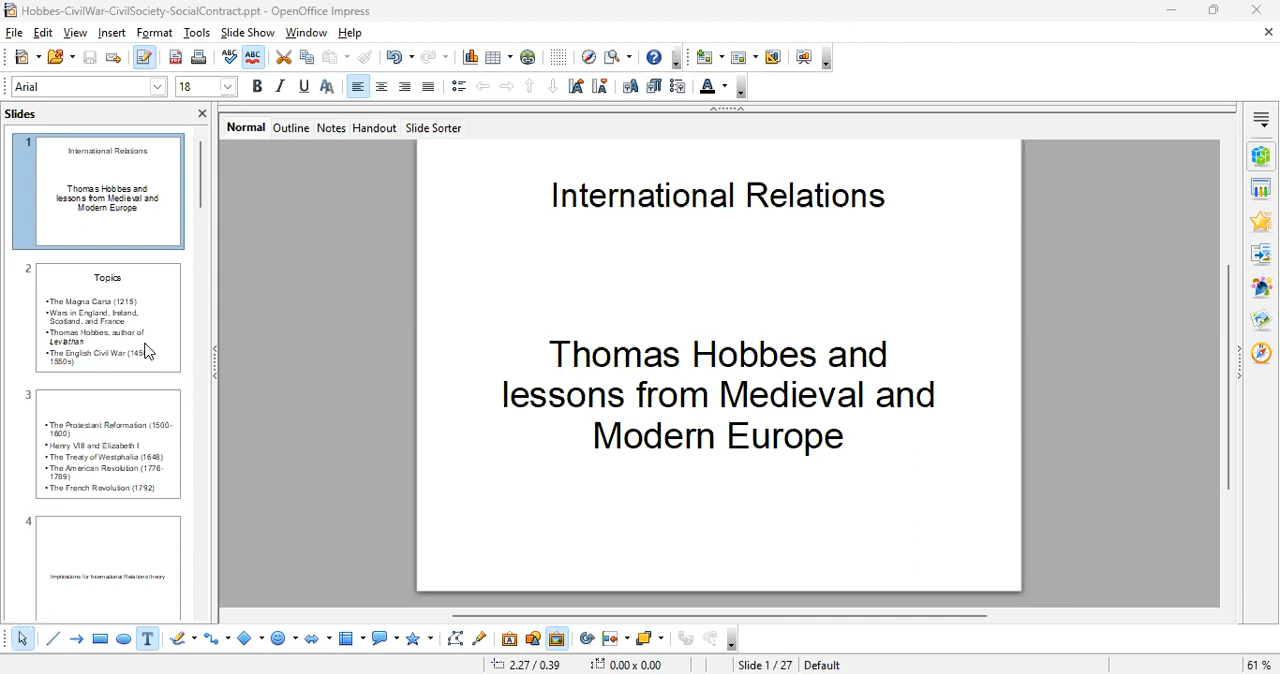 Hobbes-CivilWar-CivilSociety-SocialContract.ppt - OpenOffice Impress
File Edit View Insert Format Tools Slide Show Window Help
Arial 18
Slides
Normal Outline Notes Handout Slide Sorter
1
International Relations
Thomas Hobbes and
lessons from Medieval and
Modern Europe
2
Topics
•The Magna Carta (1215)
•Wars in England, Ireland,
Scotland, and France
•Thomas Hobbes, author of
Leviathan
•The English Civil War
1550s)
3
•The Protestant Reformation (1500-
1600)
•Henry VIII and Elizabeth I
•The Treaty of Westphalia (1648)
•The American Revolution (1776-
1789)
•The French Revolution (1792)
4
Implications for International Relations theory
International Relations
Thomas Hobbes and
lessons from Medieval and
Modern Europe
2.27 / 0.39 0.00 x 0.00 Slide 1 / 27 Default 61 %